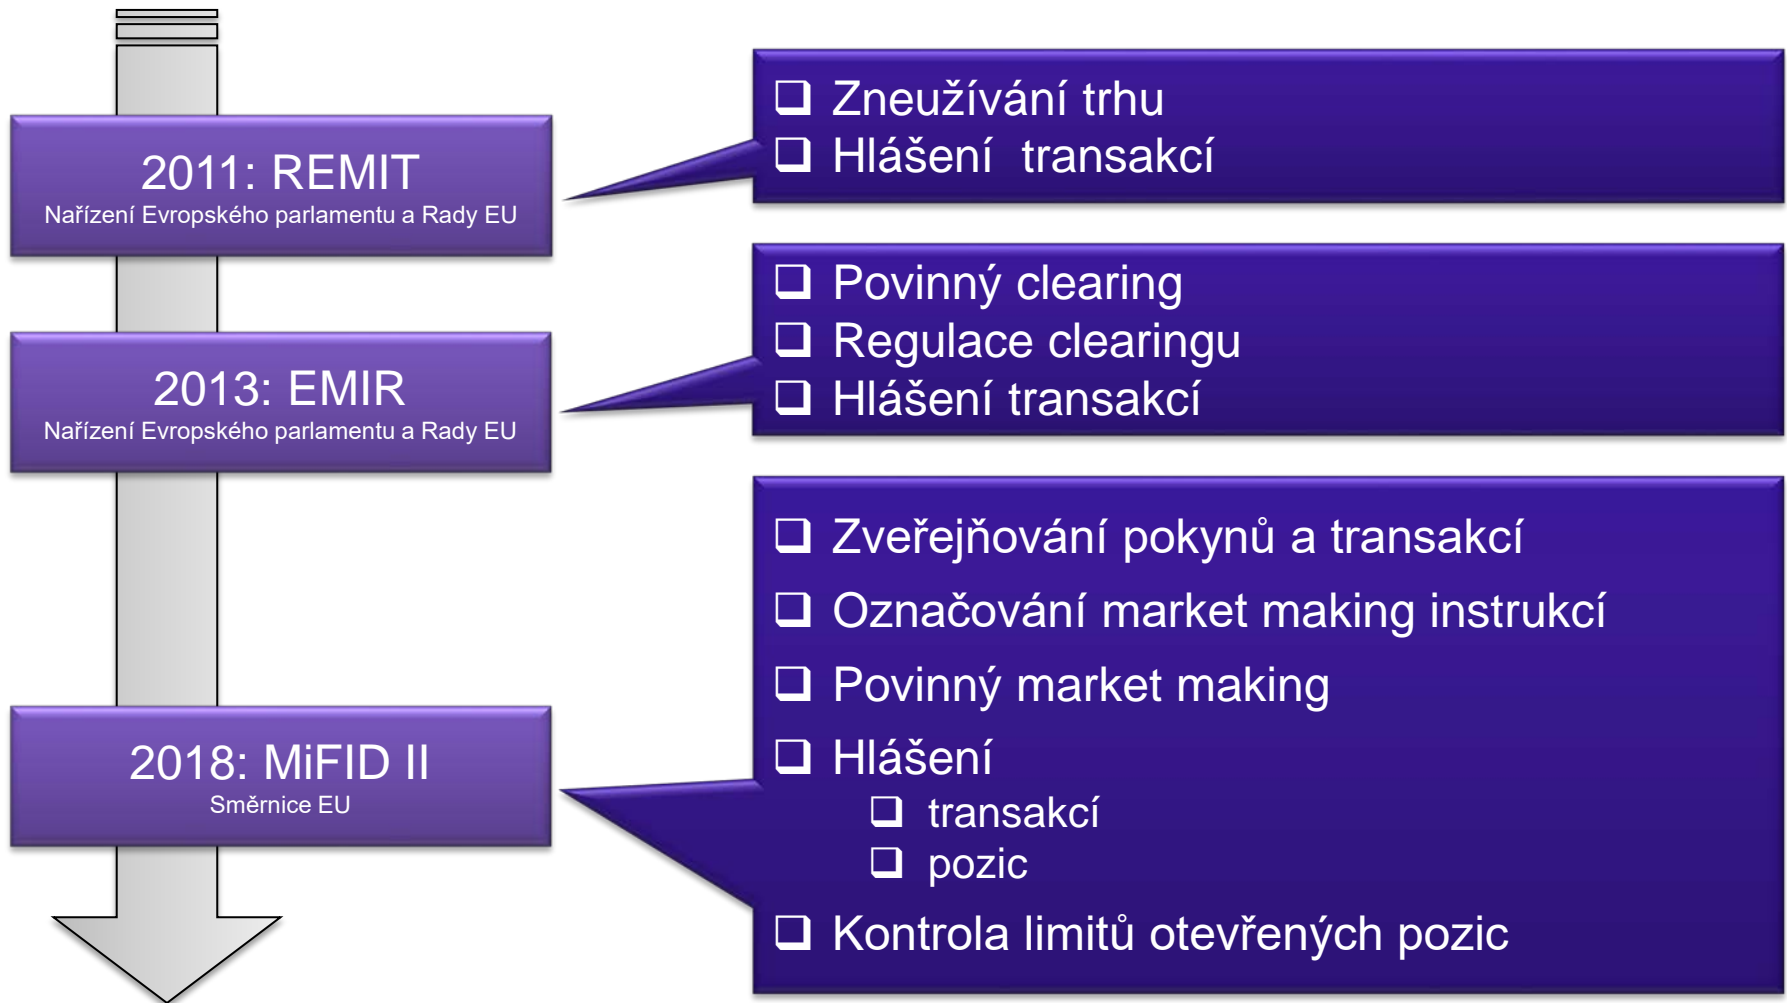 2011: REMIT
Nařízení Evropského parlamentu a Rady EU
Zneužívání trhu
Hlášení transakcí
2013: EMIR
Nařízení Evropského parlamentu a Rady EU
Povinný clearing
Regulace clearingu
Hlášení transakcí
2018: MiFID II
Směrnice EU
Zveřejňování pokynů a transakcí
Označování market making instrukcí
Povinný market making
Hlášení
transakcí
pozic
Kontrola limitů otevřených pozic